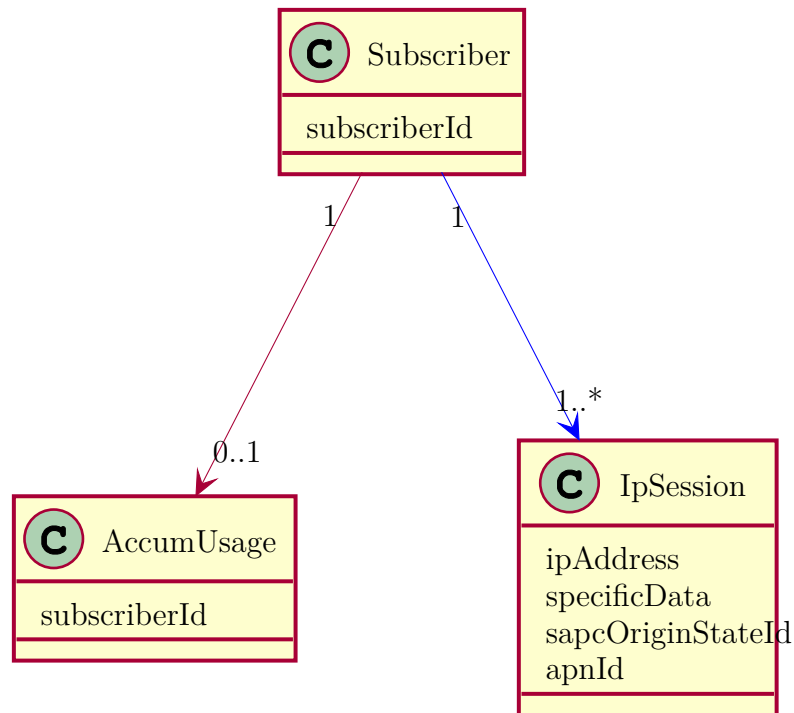 C Subscriber
subscriberId
1
1
1..*
0..1
C IpSession
C AccumUsage
ipAddress
specificData
subscriberId
sapcOriginStateId
apnId